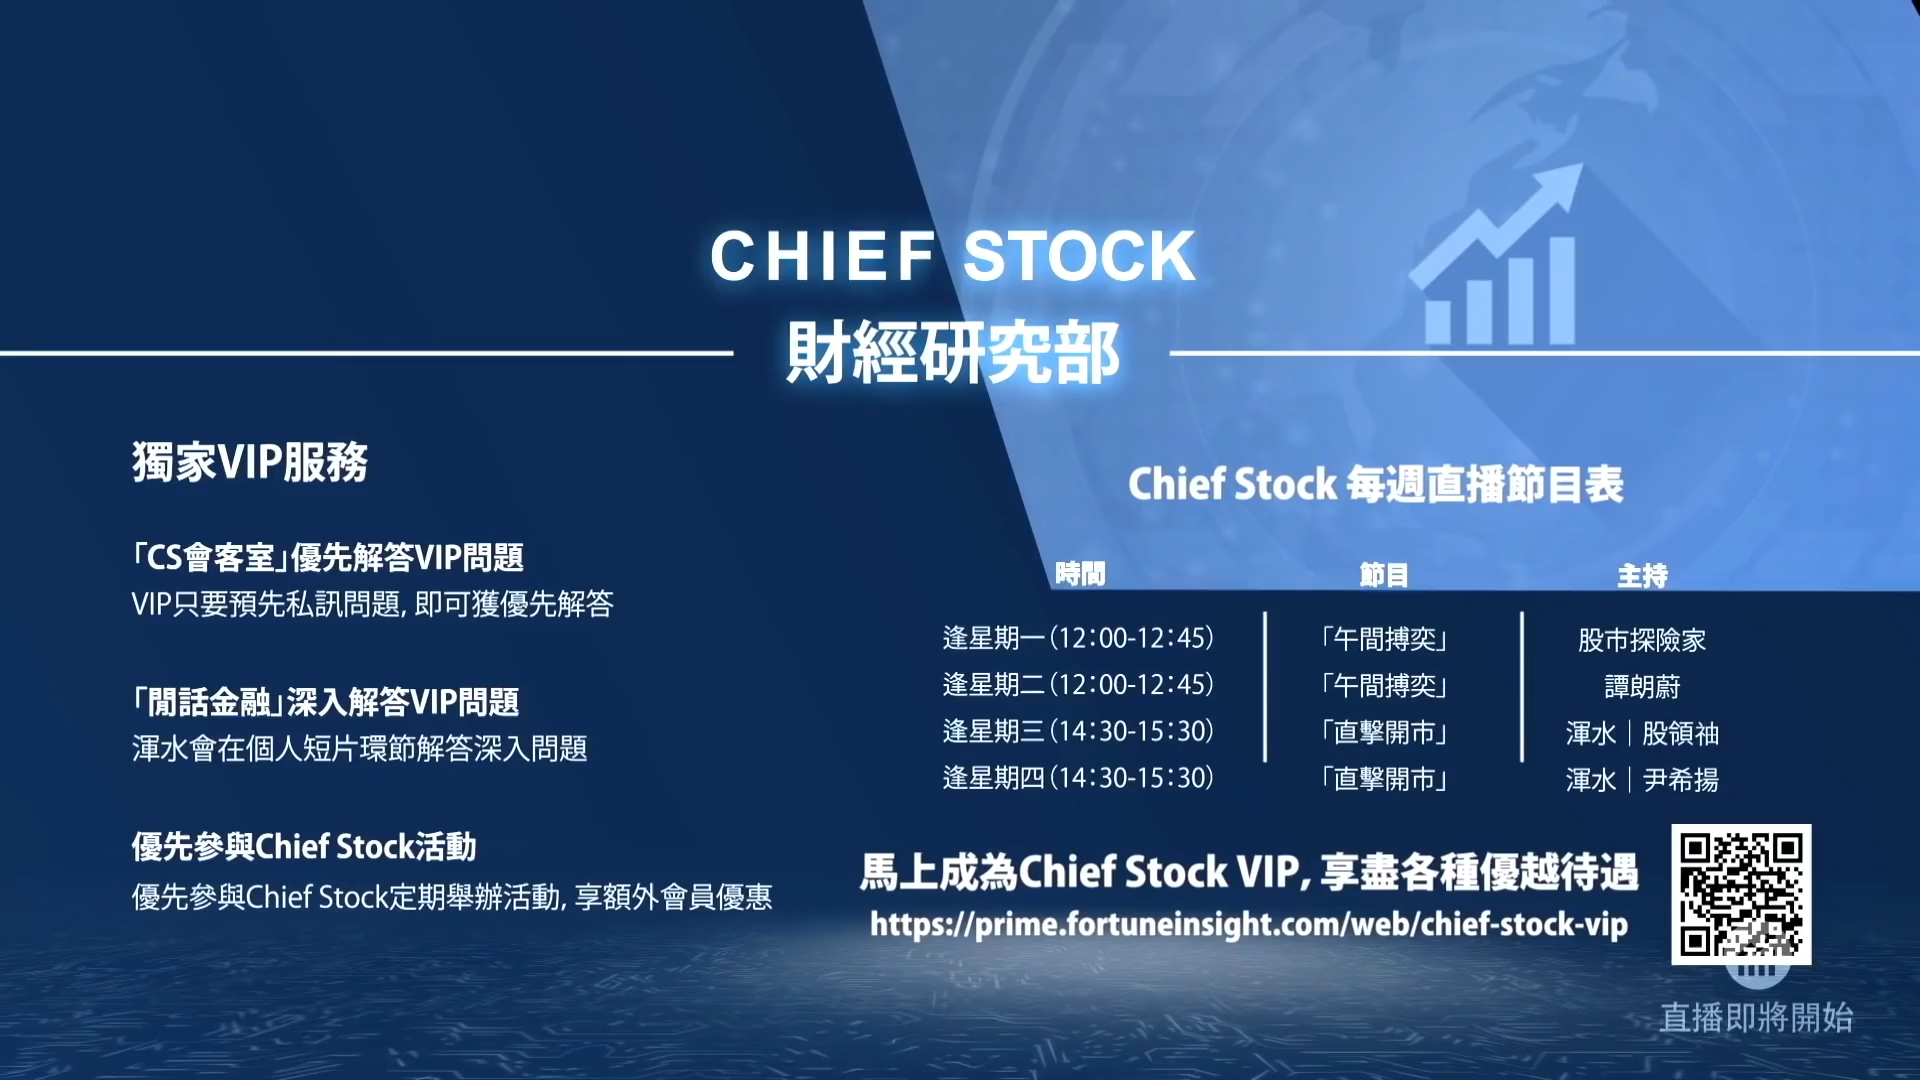 CHIEF STOCK
財經研究部
獨家VIP服務
「CS會客室」優先解答VIP問題
VIP只要預先私訊問題, 即可獲優先解答
「閒話金融」深入解答VIP問題
渾水會在個人短片環節解答深入問題
優先參與Chief Stock活動
優先參與Chief Stock定期舉辦活動, 享額外會員優惠
Chief Stock 每週直播節目表
時間 節目 主持
逢星期一(12:00-12:45) 「午間搏奕」 股市探險家
逢星期二(12:00-12:45) 「午間搏奕」 譚朗蔚
逢星期三(14:30-15:30) 「直擊開市」 渾水｜股領袖
逢星期四(14:30-15:30) 「直擊開市」 渾水｜尹希揚
馬上成為Chief Stock VIP, 享盡各種優越待遇
https://prime.fortuneinsight.com/web/chief-stock-vip
直播即將開始